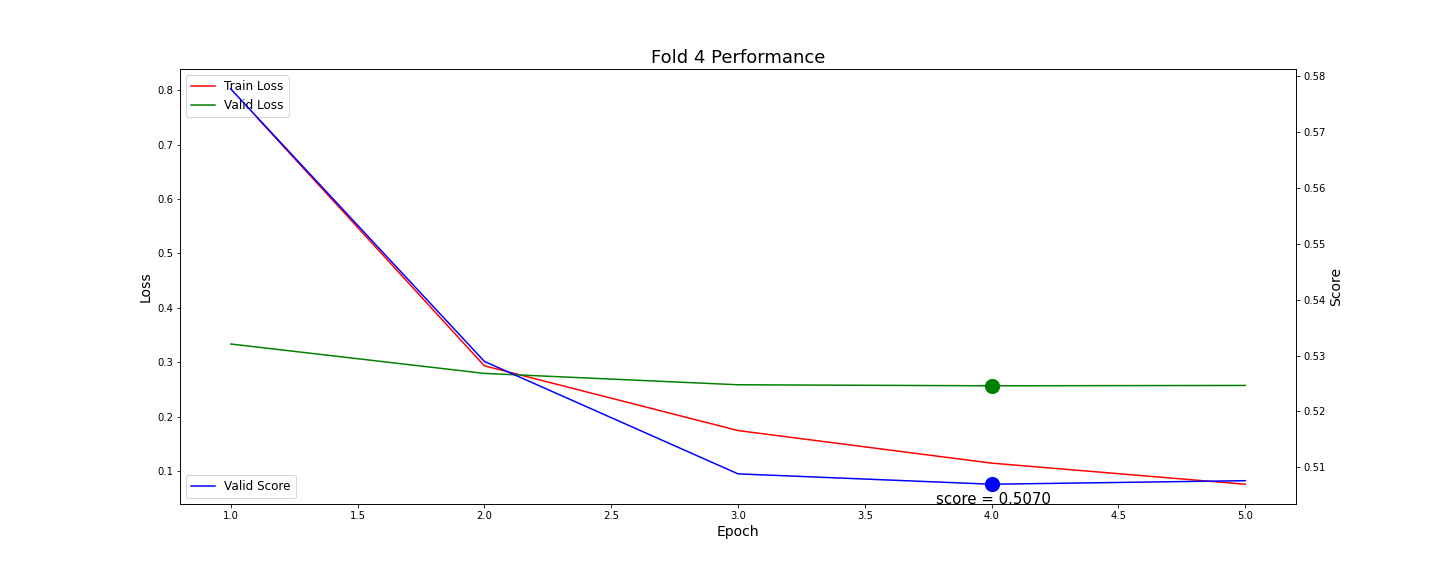 Fold 4 Performance
Train Loss
Valid Loss
0.8
0.7
0.6
0.5
0.4
0.3
0.2
0.1
Loss
0.58
0.57
0.56
0.55
0.54
0.53
0.52
0.51
Score
Valid Score
score = 0.5070
1.0 1.5 2.0 2.5 3.0 3.5 4.0 4.5 5.0
Epoch